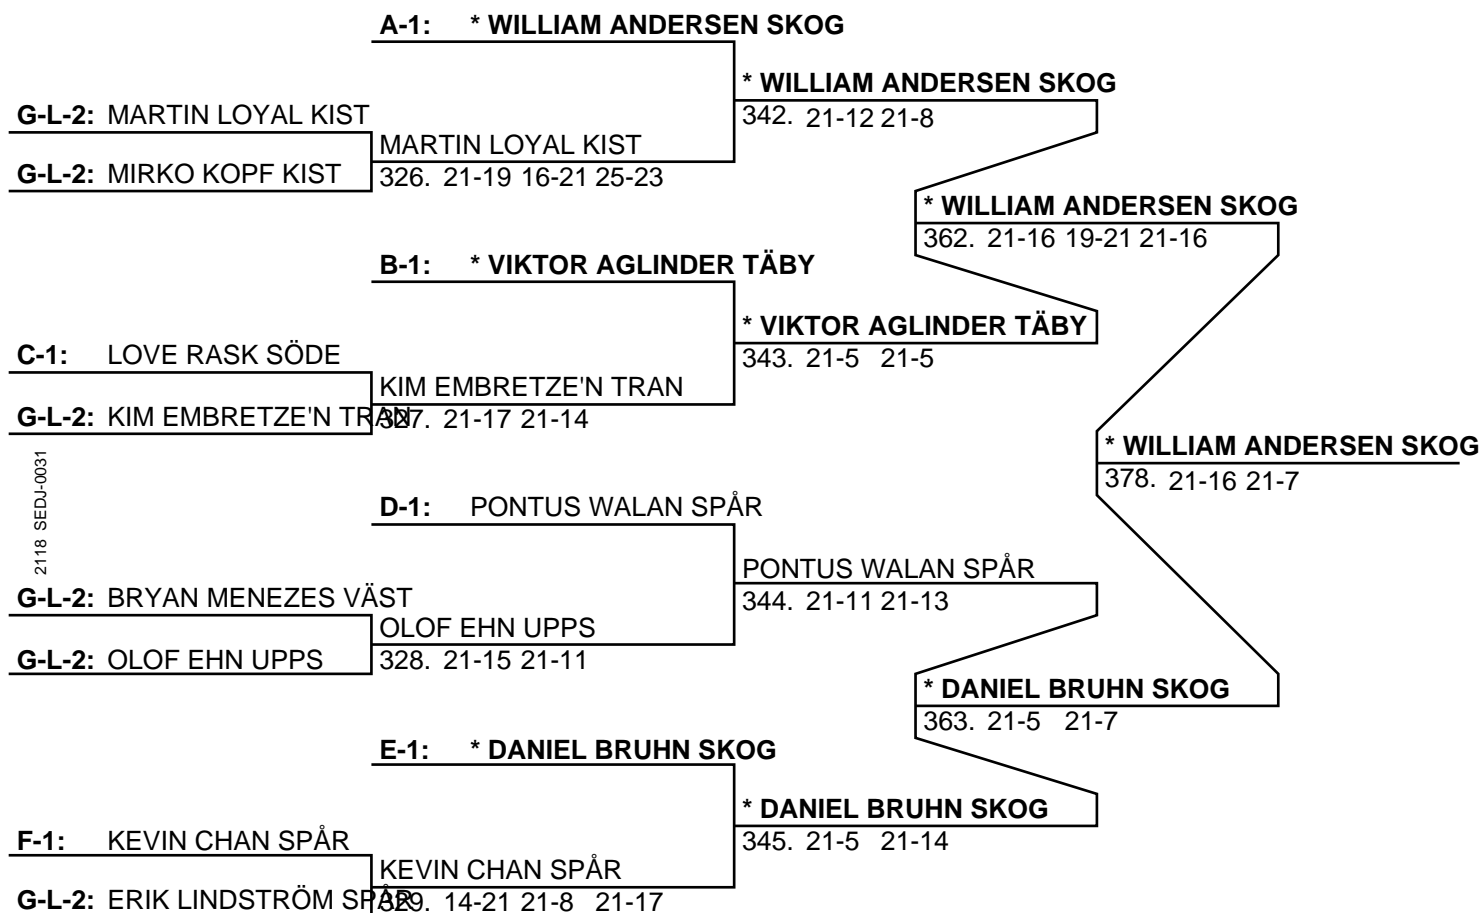 A-1: * WILLIAM ANDERSEN SKOG
* WILLIAM ANDERSEN SKOG
G-L-2: MARTIN LOYAL KIST
342. 21-12 21-8
MARTIN LOYAL KIST
G-L-2: MIRKO KOPF KIST
326. 21-19 16-21 25-23
* WILLIAM ANDERSEN SKOG
362. 21-16 19-21 21-16
B-1: * VIKTOR AGLINDER TÄBY
* VIKTOR AGLINDER TÄBY
C-1: LOVE RASK SÖDE
343. 21-5 21-5
KIM EMBRETZE'N TRAN
G-L-2: KIM EMBRETZE'N TRAN
327. 21-17 21-14
* WILLIAM ANDERSEN SKOG
378. 21-16 21-7
2118 SEDJ-0031
D-1: PONTUS WALAN SPÅR
PONTUS WALAN SPÅR
G-L-2: BRYAN MENEZES VÄST
344. 21-11 21-13
OLOF EHN UPPS
G-L-2: OLOF EHN UPPS
328. 21-15 21-11
* DANIEL BRUHN SKOG
363. 21-5 21-7
E-1: * DANIEL BRUHN SKOG
* DANIEL BRUHN SKOG
F-1: KEVIN CHAN SPÅR
345. 21-5 21-14
KEVIN CHAN SPÅR
G-L-2: ERIK LINDSTRÖM SPÅR
329. 14-21 21-8 21-17